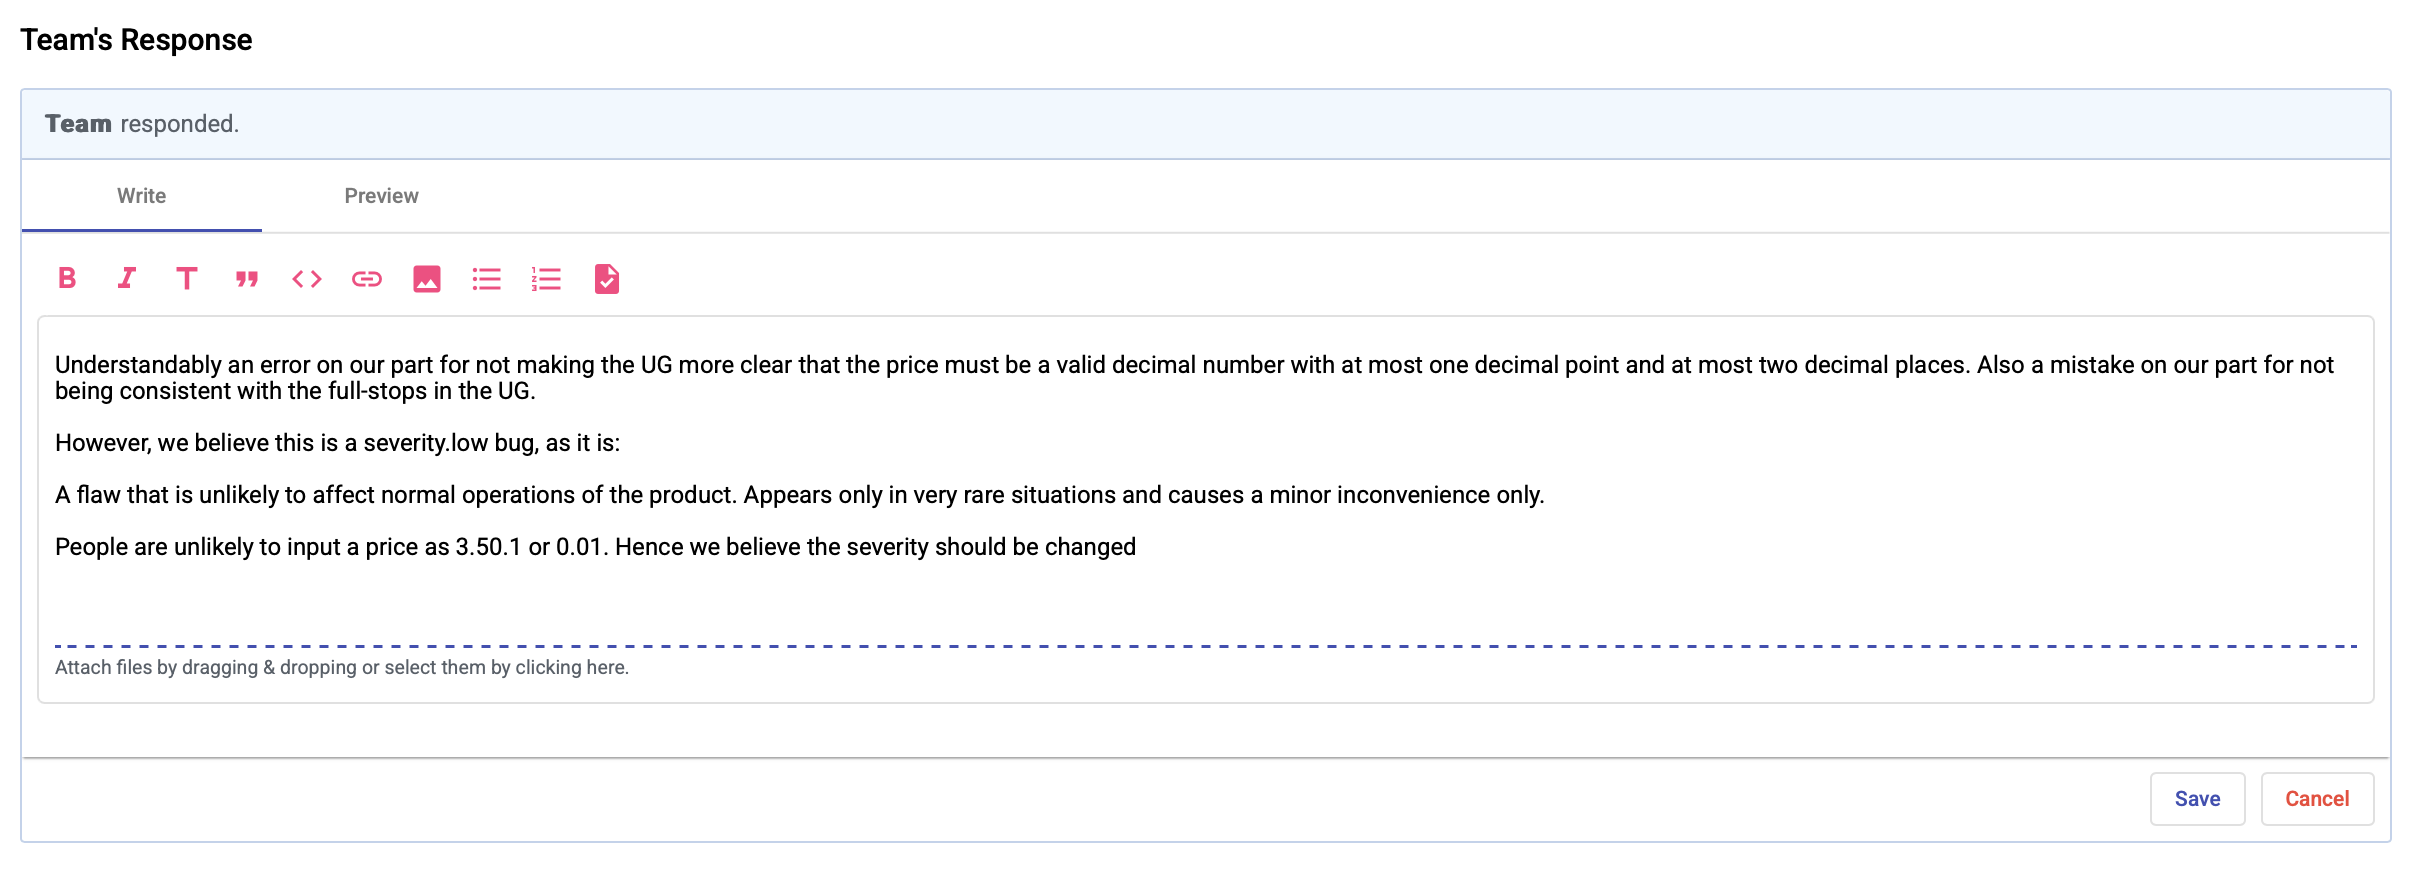 Team's Response
Team responded.
Write Preview
Understandably an error on our part for not making the UG more clear that the price must be a valid decimal number with at most one decimal point and at most two decimal places. Also a mistake on our part for not
being consistent with the full-stops in the UG.
However, we believe this is a severity.low bug, as it is:
A flaw that is unlikely to affect normal operations of the product. Appears only in very rare situations and causes a minor inconvenience only.
People are unlikely to input a price as 3.50.1 or 0.01. Hence we believe the severity should be changed
Attach files by dragging & dropping or select them by clicking here.
Save Cancel